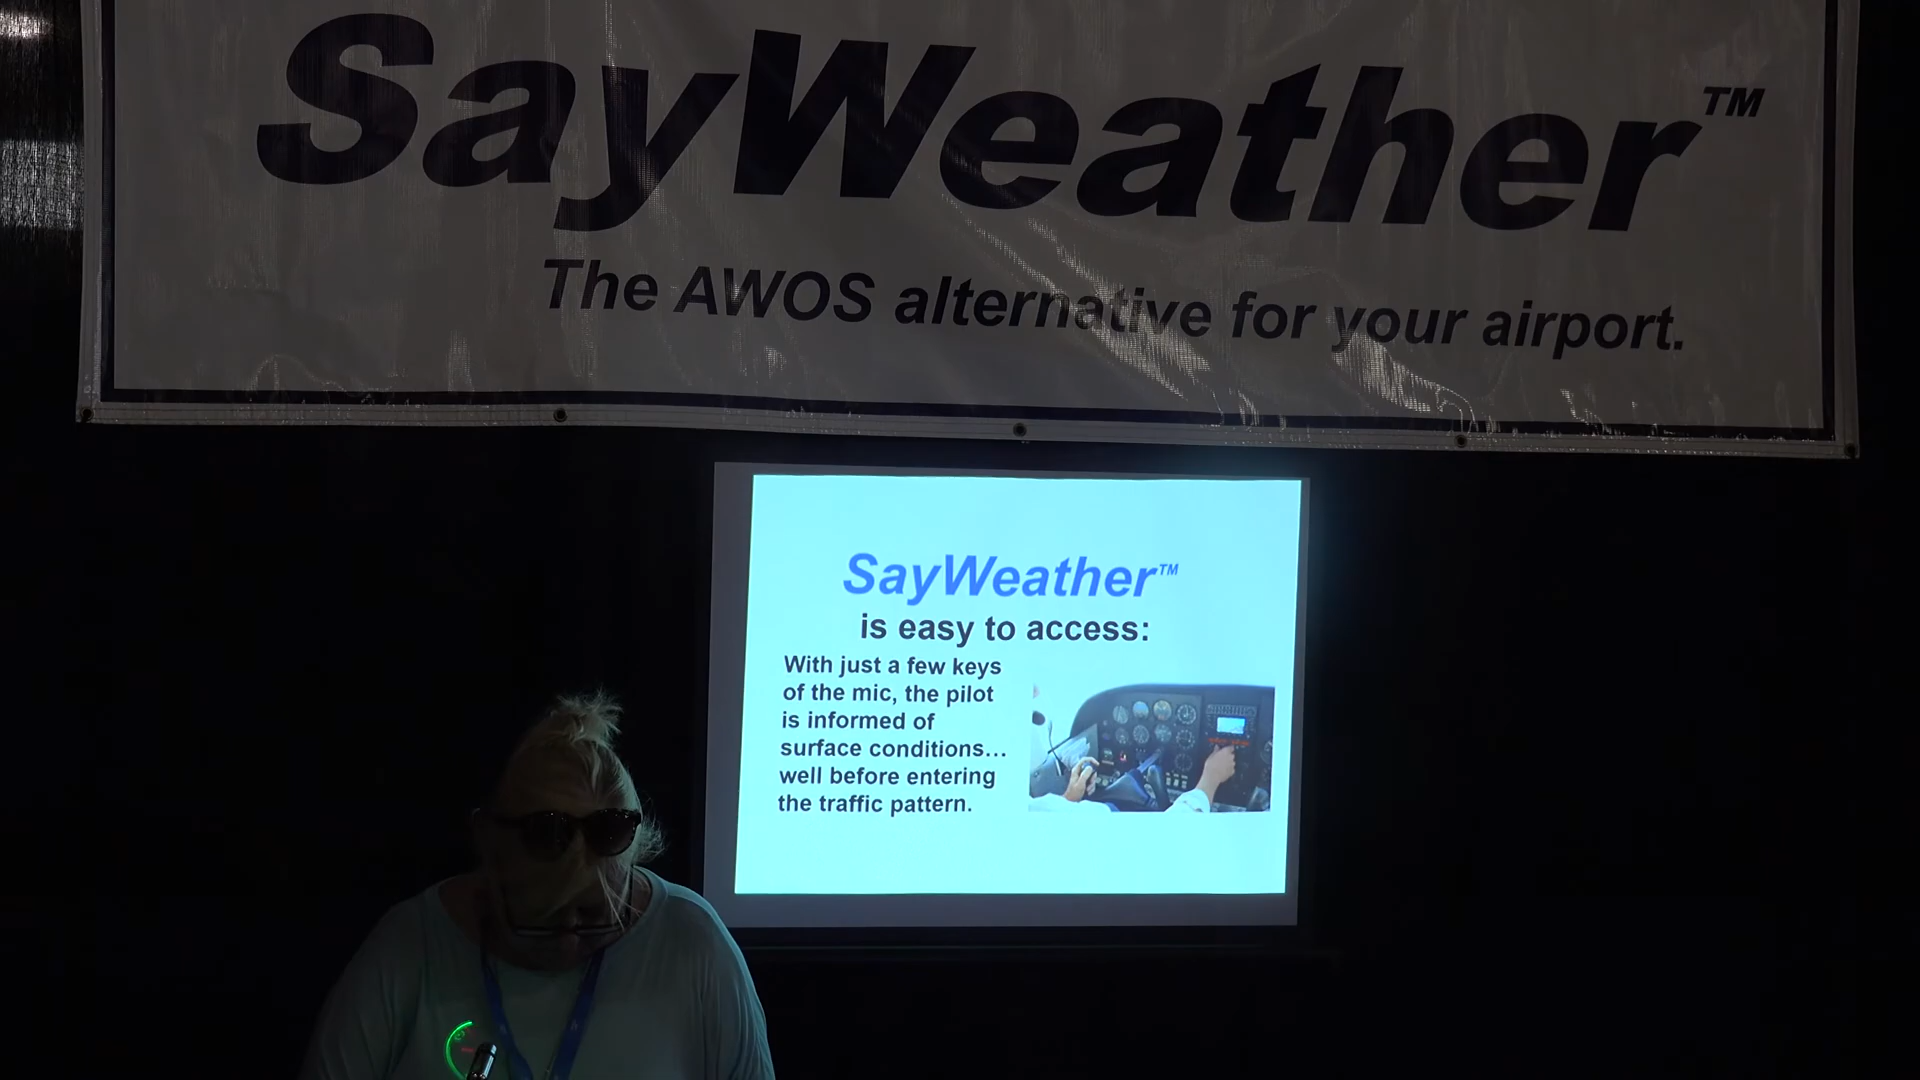 SayWeather™
The AWOS alternative for your airport.
SayWeather™
is easy to access:
With just a few keys
of the mic, the pilot
is informed of
surface conditions...
well before entering
the traffic pattern.